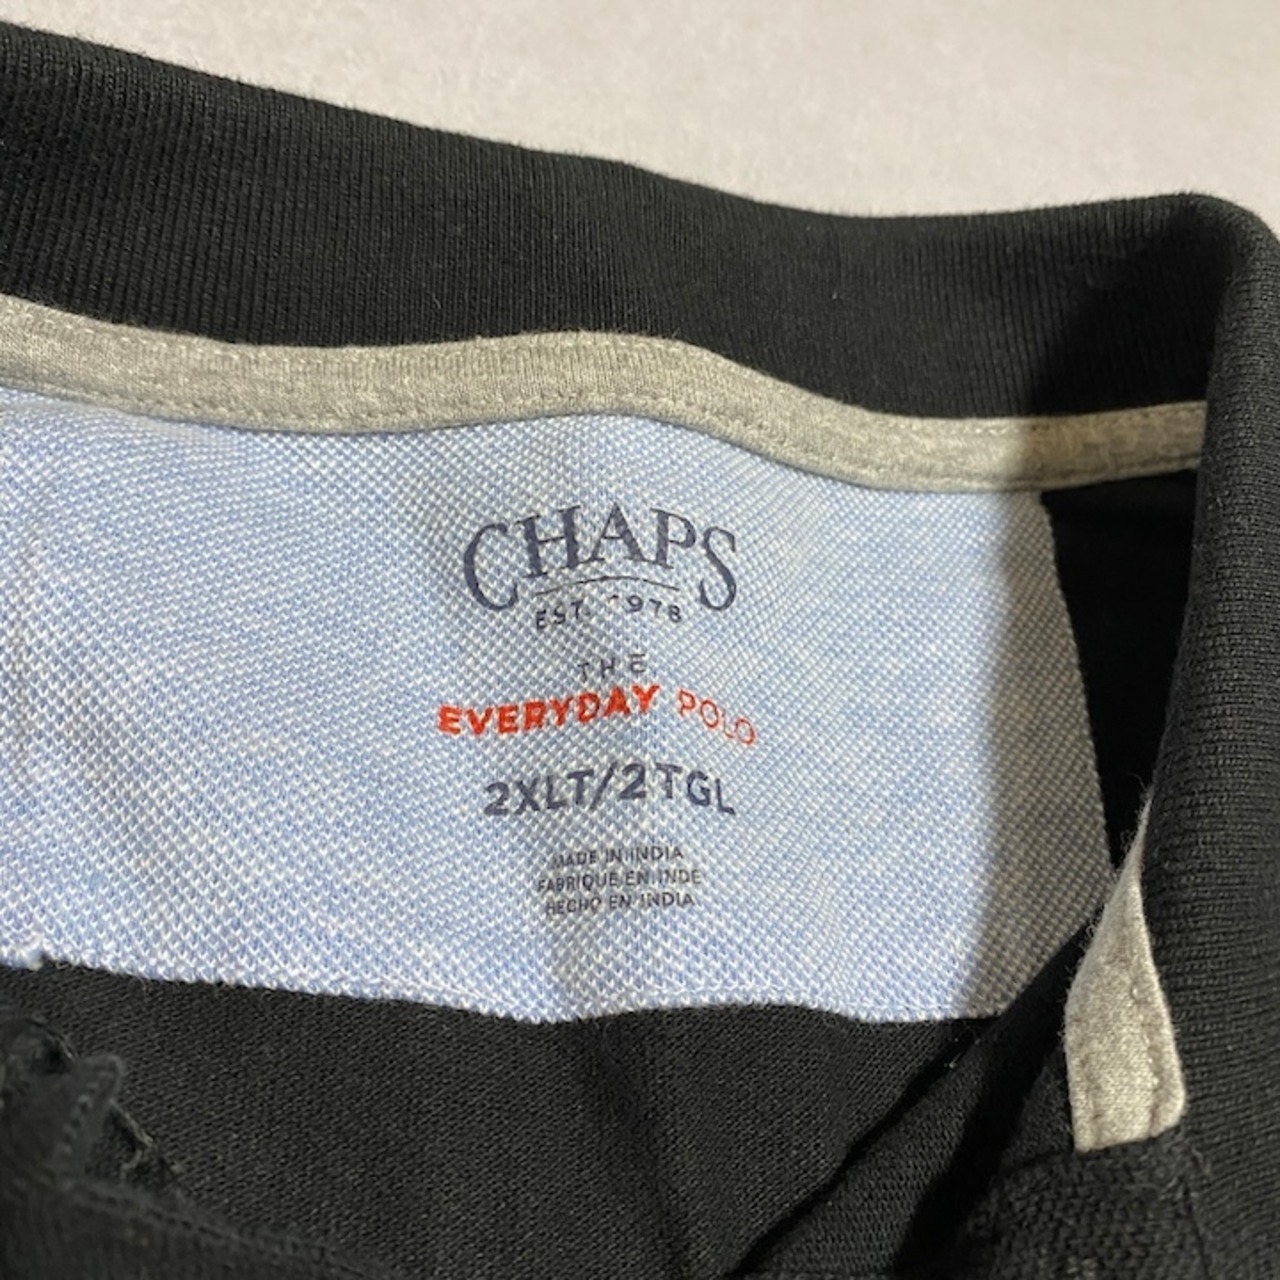 CHAPS
EST. 1978
THE
EVERYDAY POLO
2XLT/2TGL
MADE IN INDIA
FABRIQUE EN INDE
HECHO EN INDIA